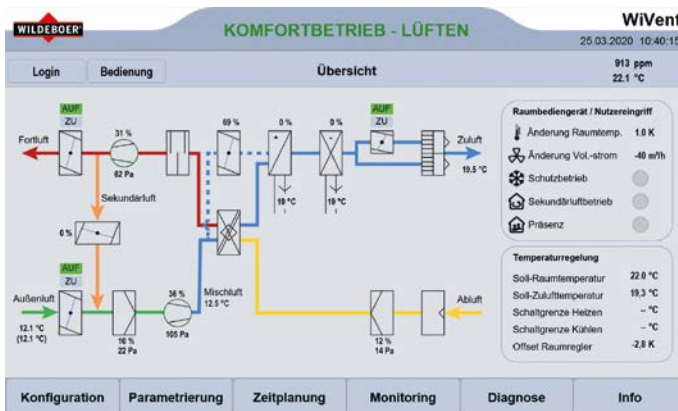 WILDEBOER®
KOMFORTBETRIEB - LÜFTEN
WiVent
25.03.2020 10:40:15
Login
Bedienung
Übersicht
913 ppm
22.1 °C
AUF
ZU
Fortluft
31 %
62 Pa
69 %
0 %
0 %
AUF
ZU
Zuluft
19.5 °C
19 °C
19 °C
Sekundärluft
0 %
AUF
ZU
Außenluft
12.1 °C
(12.1 °C)
16 %
22 Pa
36 %
105 Pa
Mischluft
12.5 °C
12 %
14 Pa
Abluft
Raumbediengerät / Nutzereingriff
Änderung Raumtemp. 1.0 K
Änderung Vol.-strom -40 m³/h
Schutzbetrieb
Sekundärluftbetrieb
Präsenz
Temperaturregelung
Soll-Raumtemperatur 22.0 °C
Soll-Zulufttemperatur 19,3 °C
Schaltgrenze Heizen -- °C
Schaltgrenze Kühlen -- °C
Offset Raumregler -2,8 K
Konfiguration
Parametrierung
Zeitplanung
Monitoring
Diagnose
Info